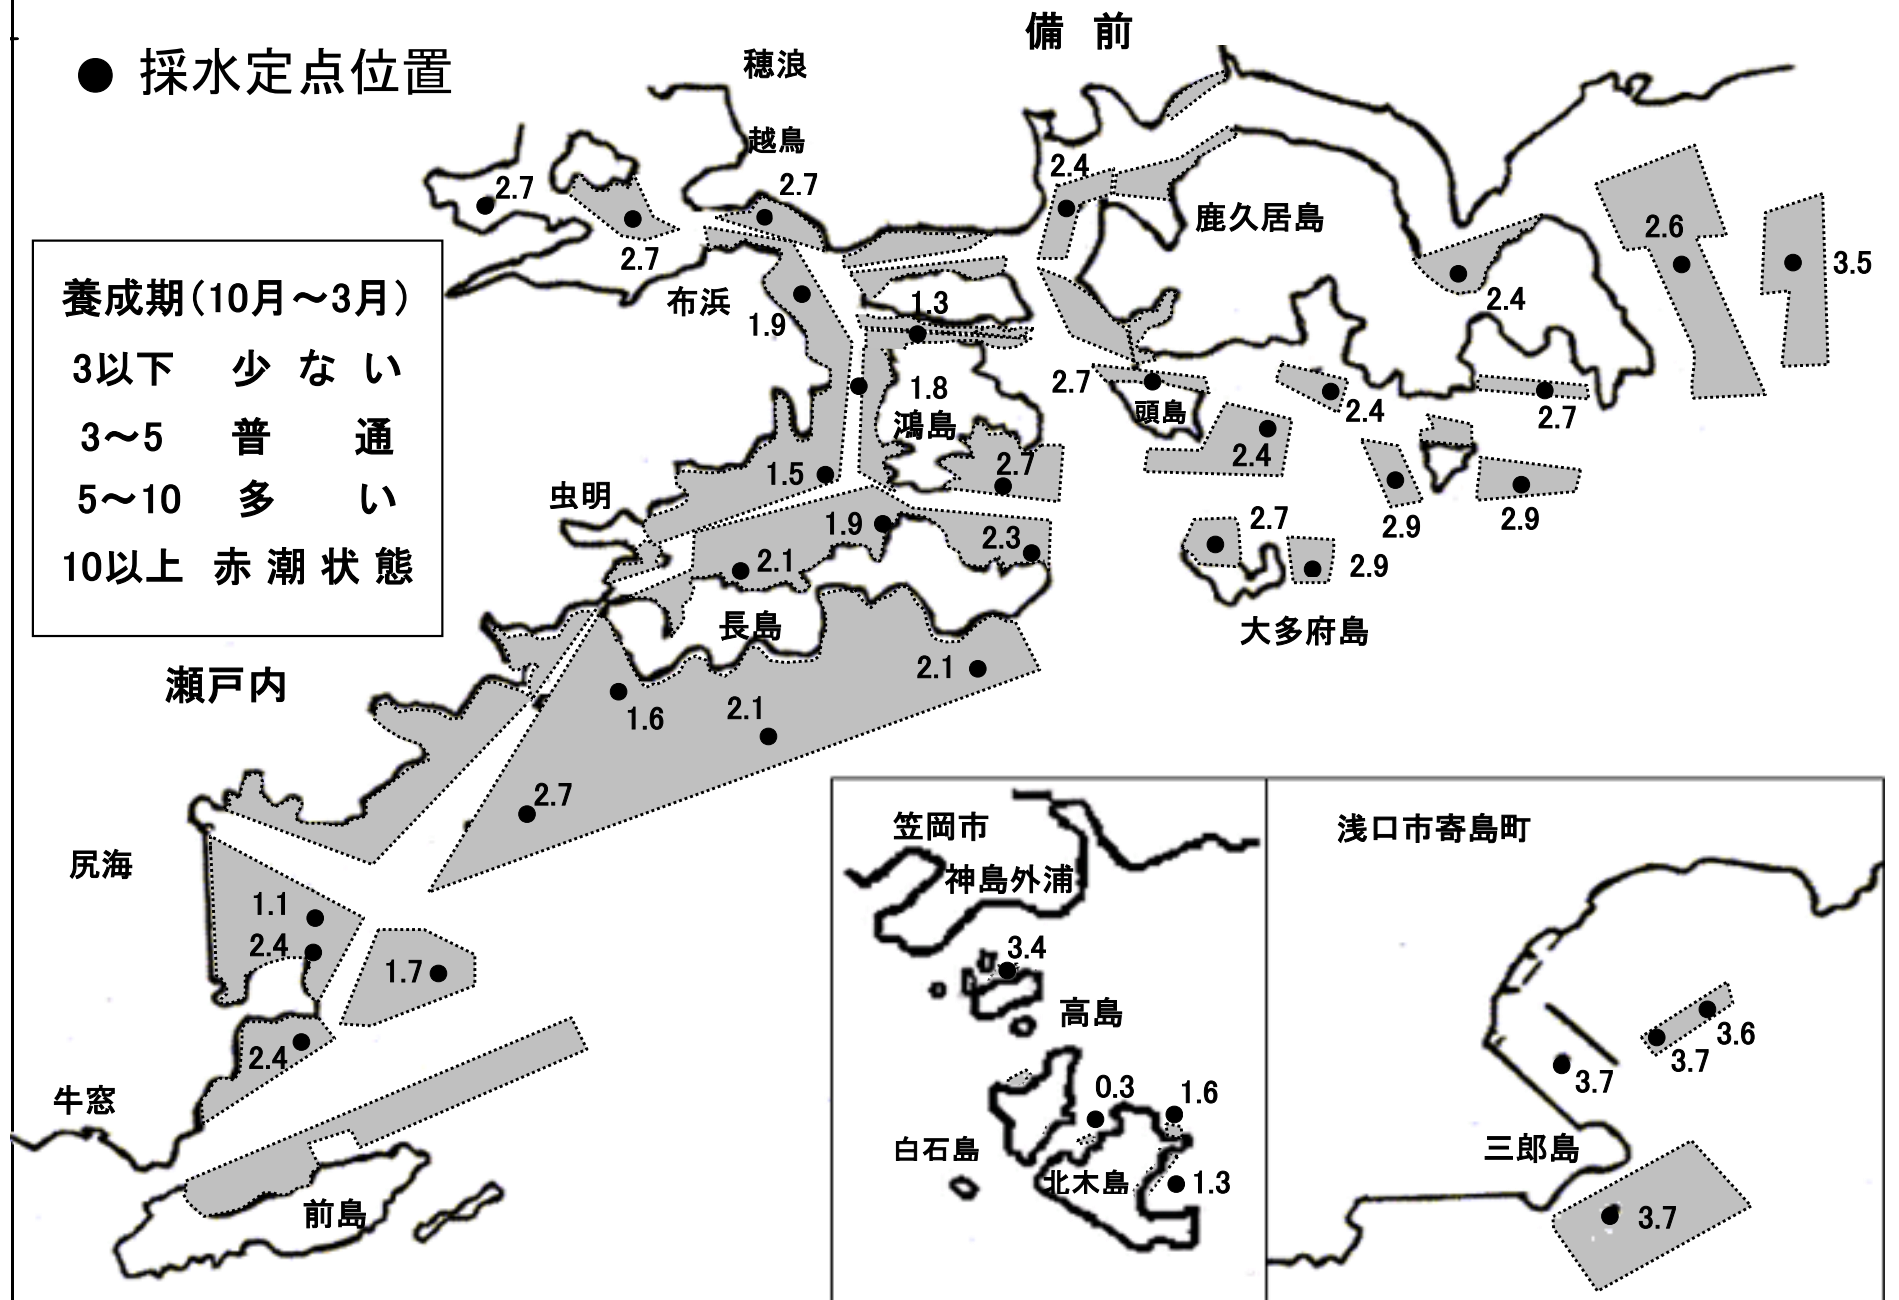 備 前
● 採水定点位置
穂浪
越鳥
2.7
2.7
2.7
2.4
鹿久居島
2.6
3.5
2.4
養成期(10月～3月)
3以下 少 な い
3～5 普 通
5～10 多 い
10以上 赤 潮 状 態
布浜
1.9
1.3
1.8
鴻島
2.7
頭島
2.4
2.7
2.4
1.5
2.7
虫明
1.9
2.3
2.9
2.9
2.7
2.9
2.1
長島
大多府島
瀬戸内
2.1
1.6
2.1
2.7
尻海
1.1
2.4
1.7
2.4
牛窓
前島
笠岡市
神島外浦
3.4
高島
0.3
1.6
白石島
北木島
1.3
浅口市寄島町
3.6
3.7
3.7
三郎島
3.7